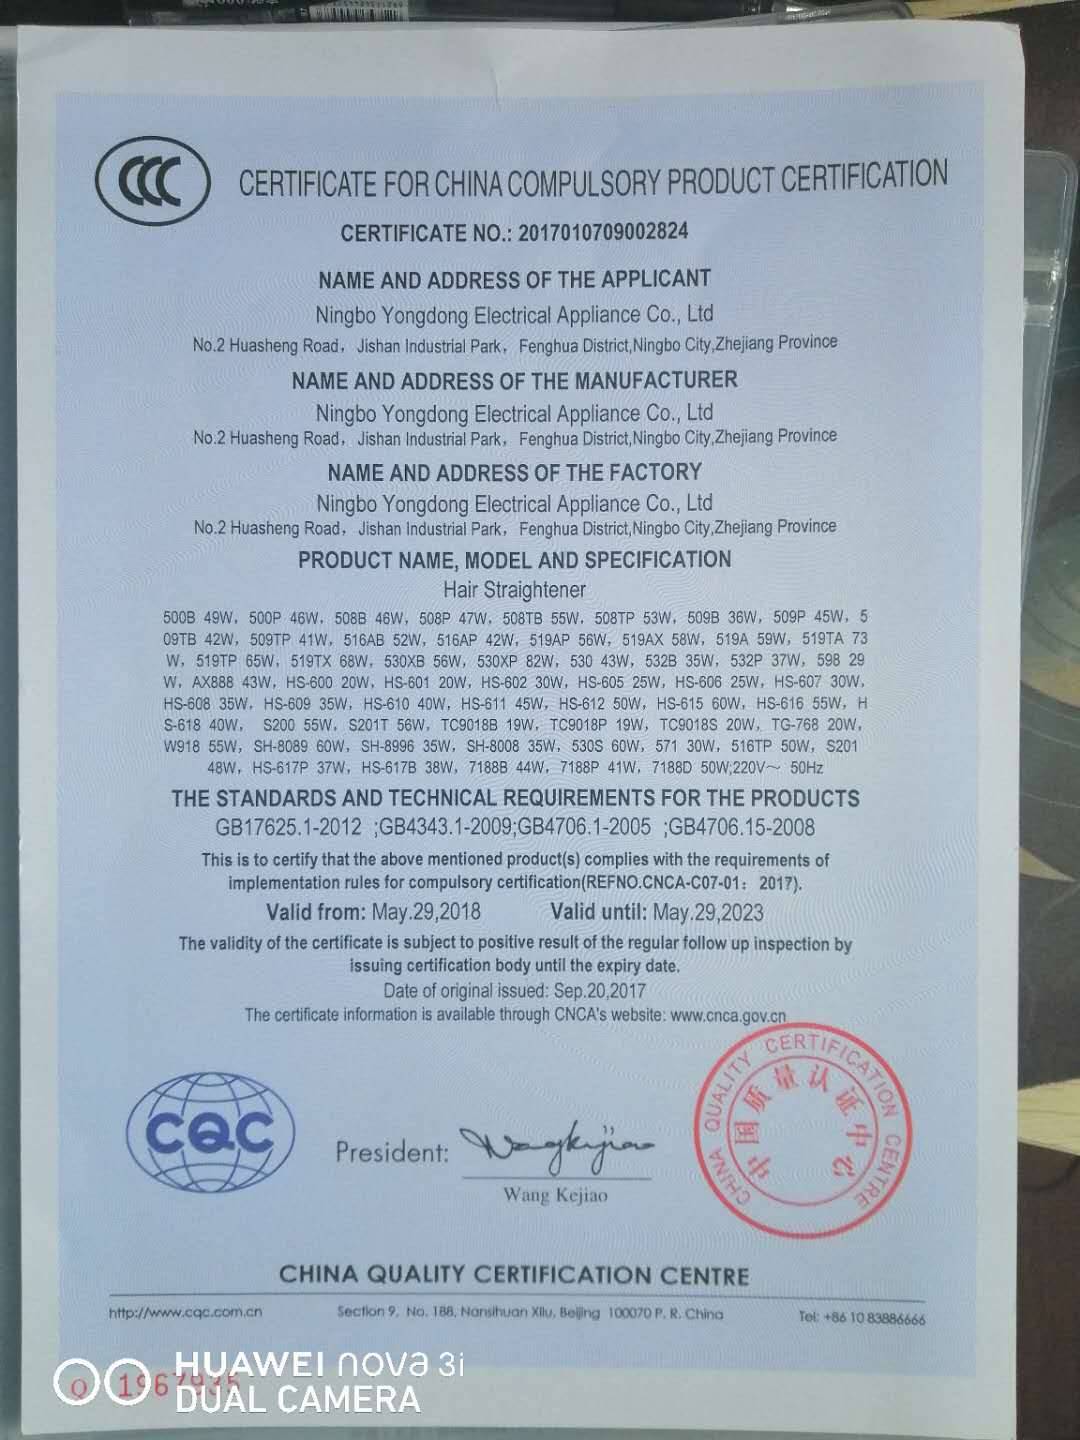 CCC
CERTIFICATE FOR CHINA COMPULSORY PRODUCT CERTIFICATION
CERTIFICATE NO.: 2017010709002824
NAME AND ADDRESS OF THE APPLICANT
Ningbo Yongdong Electrical Appliance Co., Ltd
No.2 Huasheng Road，Jishan Industrial Park，Fenghua District,Ningbo City,Zhejiang Province
NAME AND ADDRESS OF THE MANUFACTURER
Ningbo Yongdong Electrical Appliance Co., Ltd
No.2 Huasheng Road，Jishan Industrial Park，Fenghua District,Ningbo City,Zhejiang Province
NAME AND ADDRESS OF THE FACTORY
Ningbo Yongdong Electrical Appliance Co., Ltd
No.2 Huasheng Road，Jishan Industrial Park，Fenghua District,Ningbo City,Zhejiang Province
PRODUCT NAME, MODEL AND SPECIFICATION
Hair Straightener
500B 49W，500P 46W，508B 46W，508P 47W，508TB 55W，508TP 53W，509B 36W，509P 45W，5
09TB 42W，509TP 41W，516AB 52W，516AP 42W，519AP 56W，519AX 58W，519A 59W，519TA 73
W，519TP 65W，519TX 68W，530XB 56W，530XP 82W，530 43W，532B 35W，532P 37W，598 29
W，AX888 43W，HS-600 20W，HS-601 20W，HS-602 30W，HS-605 25W，HS-606 25W，HS-607 30W，
HS-608 35W，HS-609 35W，HS-610 40W，HS-611 45W，HS-612 50W，HS-615 60W，HS-616 55W，H
S-618 40W， S200 55W，S201T 56W，TC9018B 19W，TC9018P 19W，TC9018S 20W，TG-768 20W，
W918 55W，SH-8089 60W，SH-8996 35W，SH-8008 35W，530S 60W，571 30W，516TP 50W，S201
48W，HS-617P 37W，HS-617B 38W，7188B 44W，7188P 41W，7188D 50W;220V～ 50Hz
THE STANDARDS AND TECHNICAL REQUIREMENTS FOR THE PRODUCTS
GB17625.1-2012 ;GB4343.1-2009;GB4706.1-2005 ;GB4706.15-2008
This is to certify that the above mentioned product(s) complies with the requirements of
implementation rules for compulsory certification(REFNO.CNCA-C07-01：2017).
Valid from: May.29,2018 Valid until: May.29,2023
The validity of the certificate is subject to positive result of the regular follow up inspection by
issuing certification body until the expiry date.
Date of original issued: Sep.20,2017
The certificate information is available through CNCA's website: www.cnca.gov.cn
CHINA QUALITY CERTIFICATION CENTRE
中国质量认证中心
CQC
President: Wangkejiao
Wang Kejiao
CHINA QUALITY CERTIFICATION CENTRE
http://www.cqc.com.cn Section 9, No. 188, Nansihuan Xilu, Beijing 100070 P. R. China Tel: +86 10 83886666
Q 1967935
HUAWEI nova 3i
DUAL CAMERA